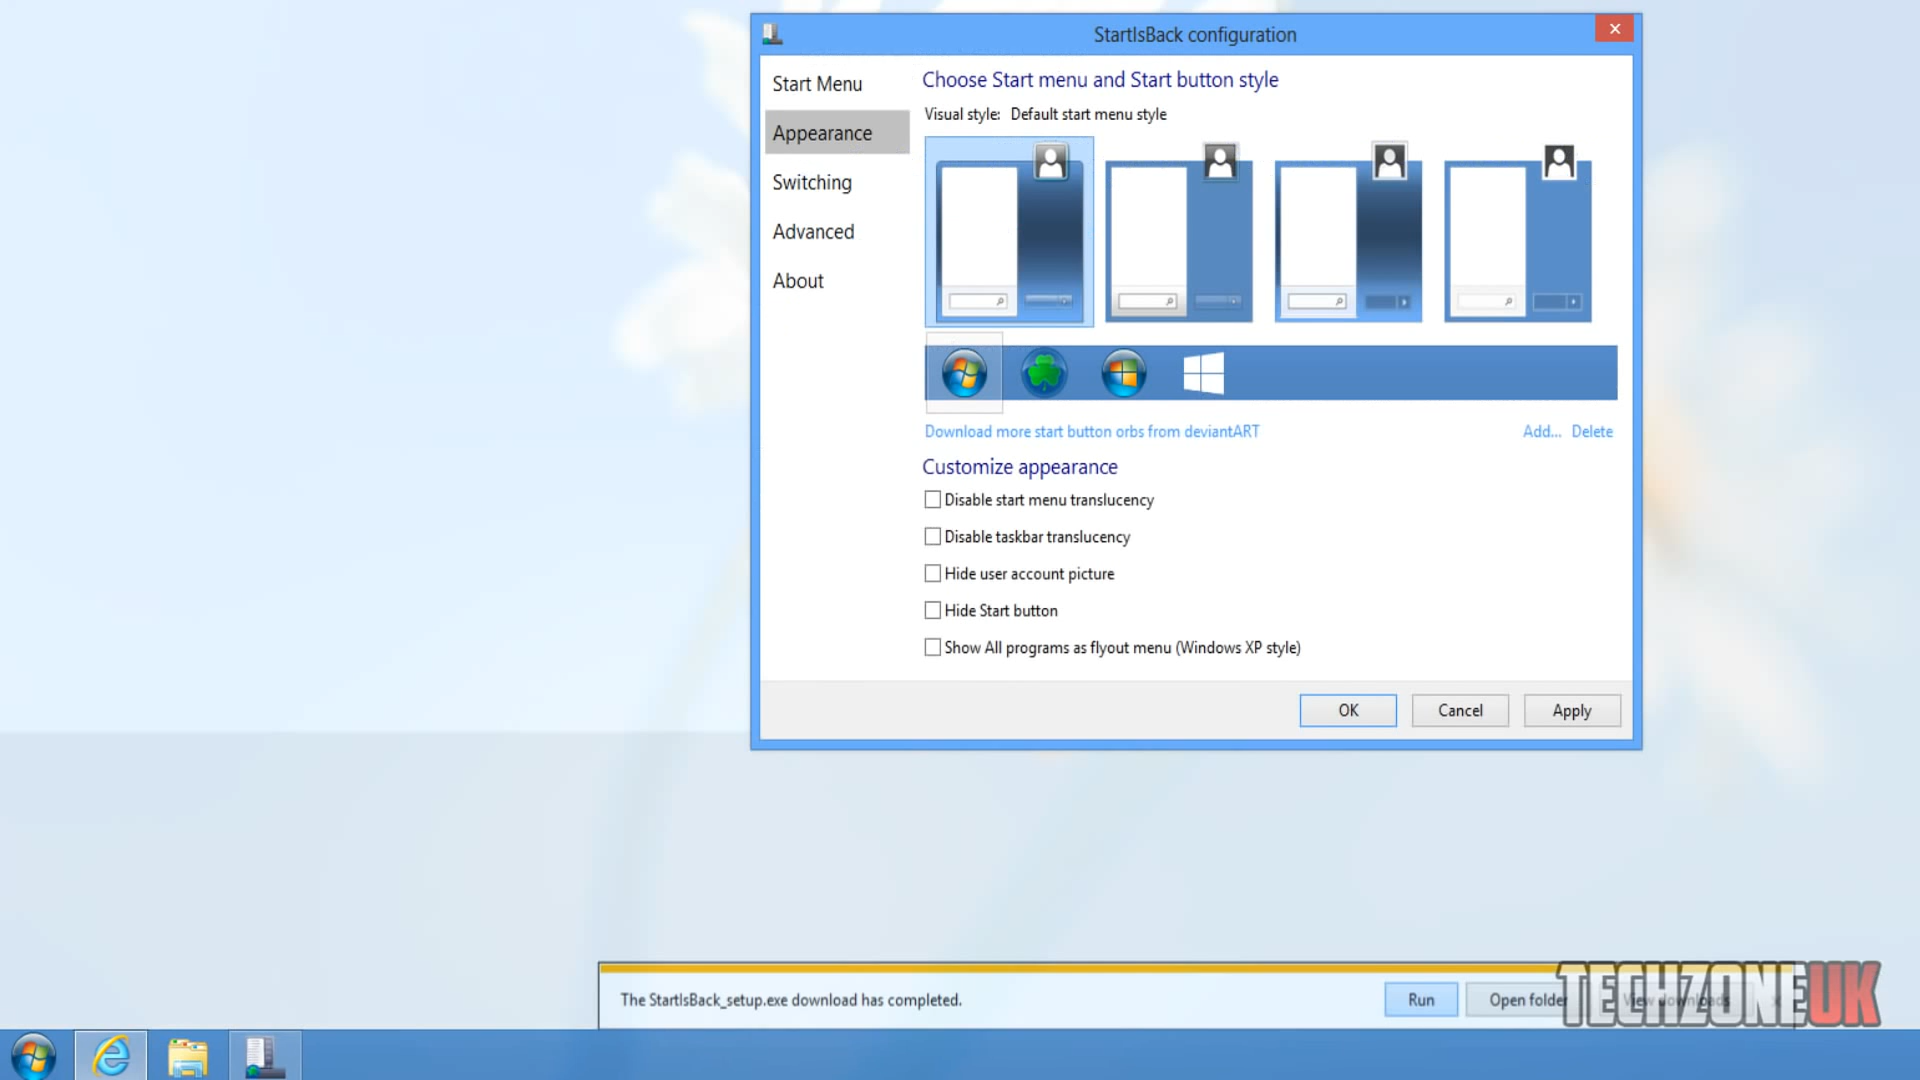 StartIsBack configuration
Start Menu
Appearance
Switching
Advanced
About
Choose Start menu and Start button style
Visual style: Default start menu style
Download more start button orbs from deviantART
Add... Delete
Customize appearance
Disable start menu translucency
Disable taskbar translucency
Hide user account picture
Hide Start button
Show All programs as flyout menu (Windows XP style)
OK Cancel Apply
The StartIsBack_setup.exe download has completed.
Run Open folder View downloads
TECHZONEUK